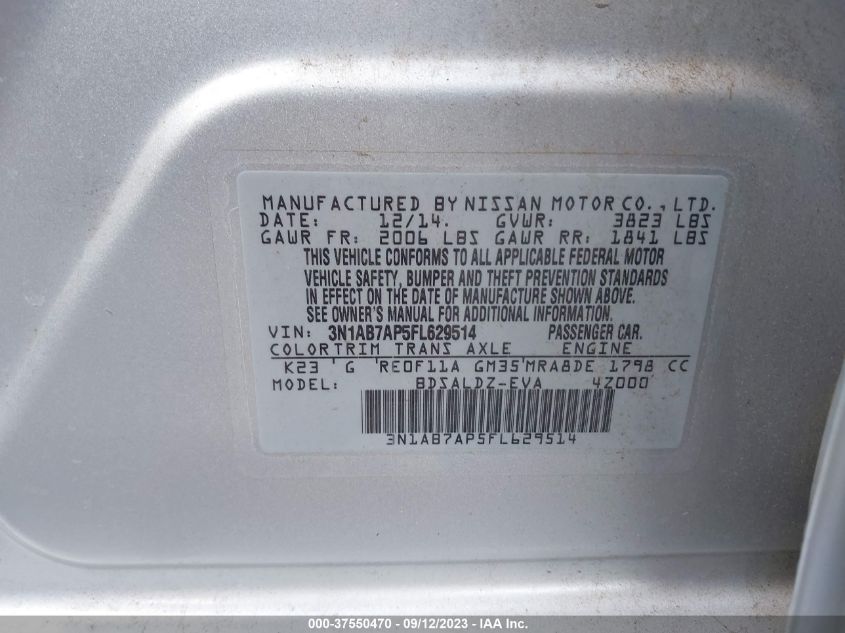 MANUFACTURED BY NISSAN MOTOR CO., LTD.
DATE: 12/14. GVWR: 3823 LBS
GAWR FR: 2006 LBS GAWR RR: 1841 LBS
THIS VEHICLE CONFORMS TO ALL APPLICABLE FEDERAL MOTOR
VEHICLE SAFETY, BUMPER AND THEFT PREVENTION STANDARDS
IN EFFECT ON THE DATE OF MANUFACTURE SHOWN ABOVE.
SEE OWNER'S MANUAL FOR ADDITIONAL INFORMATION.
VIN: 3N1AB7AP5FL629514 PASSENGER CAR.
COLOR TRIM TRANS AXLE ENGINE
K23 G RE0F11A GM35 MRA8DE 1798 CC
MODEL: BDSALDZ-EVA 4Z000
3N1AB7AP5FL629514
000-37550470 - 09/12/2023 - IAA Inc.